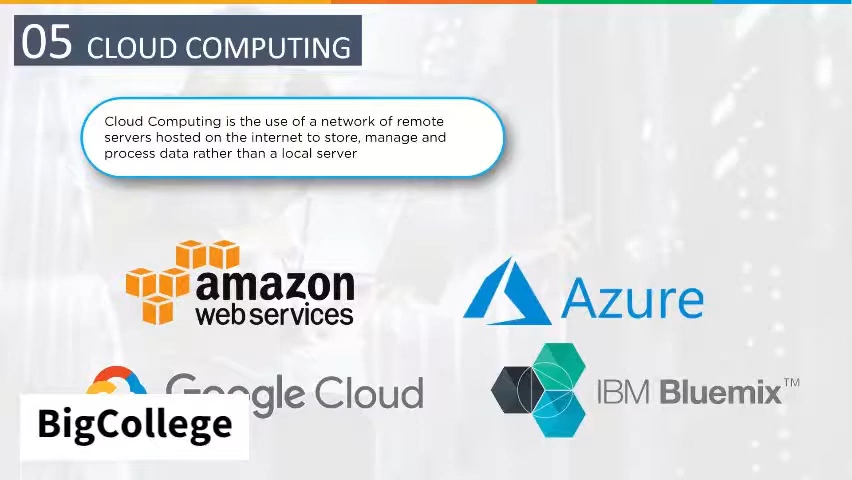 05 CLOUD COMPUTING
Cloud Computing is the use of a network of remote
servers hosted on the internet to store, manage and
process data rather than a local server
amazon
web services
Azure
Google Cloud
IBM Bluemix™
BigCollege